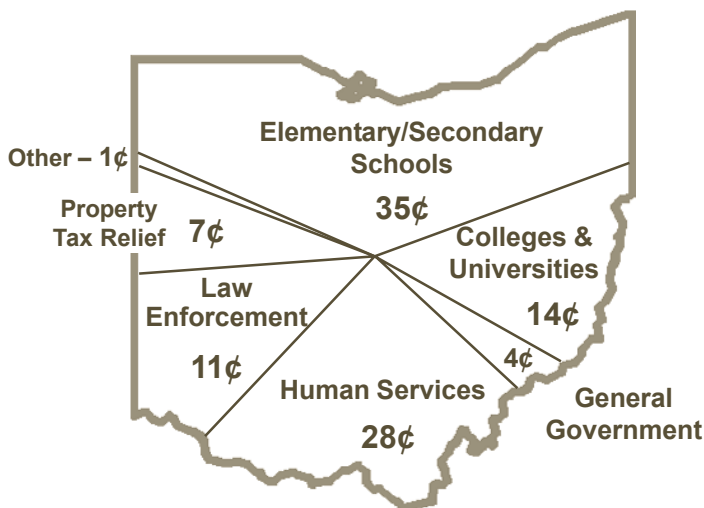 Elementary/Secondary
Schools
35¢
Other – 1¢
Property
Tax Relief
7¢
Colleges &
Universities
14¢
Law
Enforcement
11¢
4¢
Human Services
28¢
General
Government